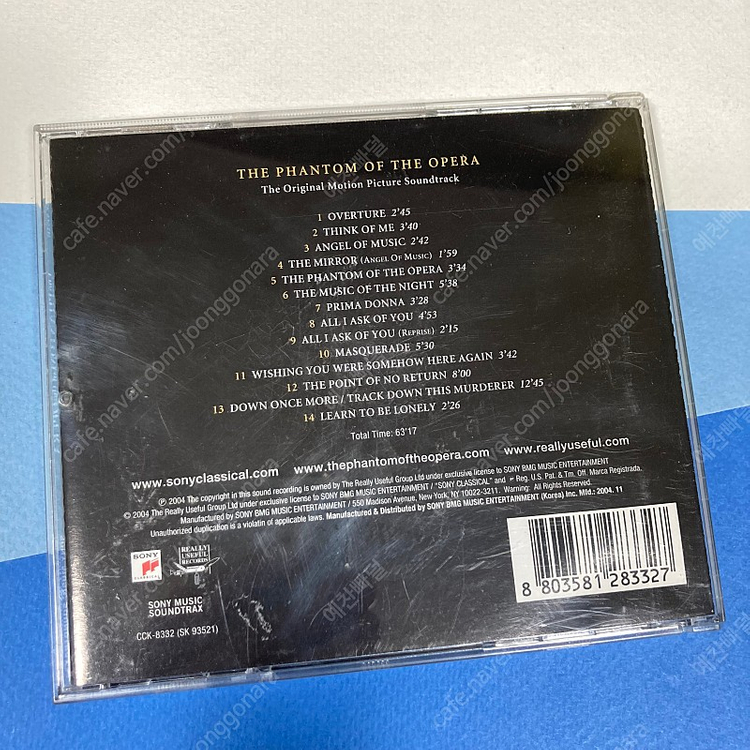 THE PHANTOM OF THE OPERA
The Original Motion Picture Soundtrack
1 OVERTURE 2'45
2 THINK OF ME 3'40
3 ANGEL OF MUSIC 2'42
4 THE MIRROR (ANGEL OF MUSIC) 1'59
5 THE PHANTOM OF THE OPERA 3'34
6 THE MUSIC OF THE NIGHT 5'38
7 PRIMA DONNA 3'28
8 ALL I ASK OF YOU 4'53
9 ALL I ASK OF YOU (REPRISE) 2'15
10 MASQUERADE 5'30
11 WISHING YOU WERE SOMEHOW HERE AGAIN 3'42
12 THE POINT OF NO RETURN 8'00
13 DOWN ONCE MORE / TRACK DOWN THIS MURDERER 12'45
14 LEARN TO BE LONELY 2'26
Total Time: 63'17
www.sonyclassical.com www.thephantomoftheopera.com www.reallyuseful.com
℗ 2004 The copyright in this sound recording is owned by The Really Useful Group Ltd under exclusive license to SONY BMG MUSIC ENTERTAINMENT
© 2004 The Really Useful Group Ltd under exclusive license to SONY BMG MUSIC ENTERTAINMENT / "SONY CLASSICAL" and ® Reg. U.S. Pat. & Tm. Off. Marca Registrada.
Manufactured by SONY BMG MUSIC ENTERTAINMENT / 550 Madison Avenue, New York, NY 10022-3211. Warning: All Rights Reserved.
Unauthorized duplication is a violatin of applicable laws. Manufactured & Distributed by SONY BMG MUSIC ENTERTAINMENT (Korea) Inc. Mfd.: 2004. 11
SONY
CLASSICAL
REALLY
USEFUL
RECORDS
SONY MUSIC
SOUNDTRAX
CCK-8332 (SK 93521)
8 803581 283327
cafe.naver.com/joonggonara